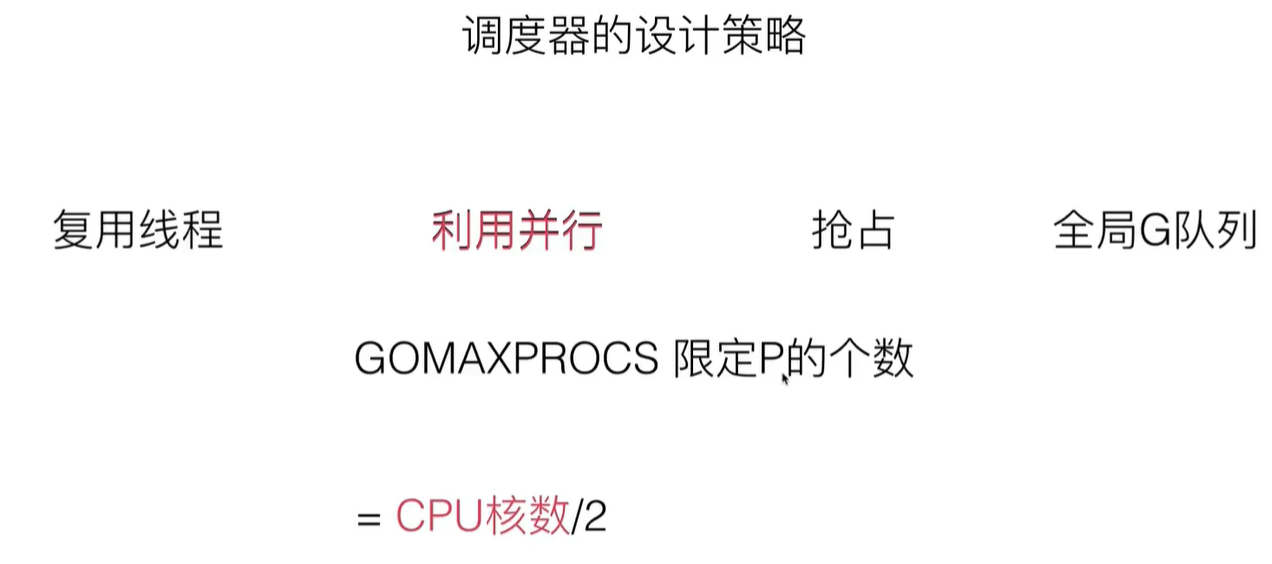 调度器的设计策略
复用线程 利用并行 抢占 全局G队列
GOMAXPROCS 限定P的个数
= CPU核数/2